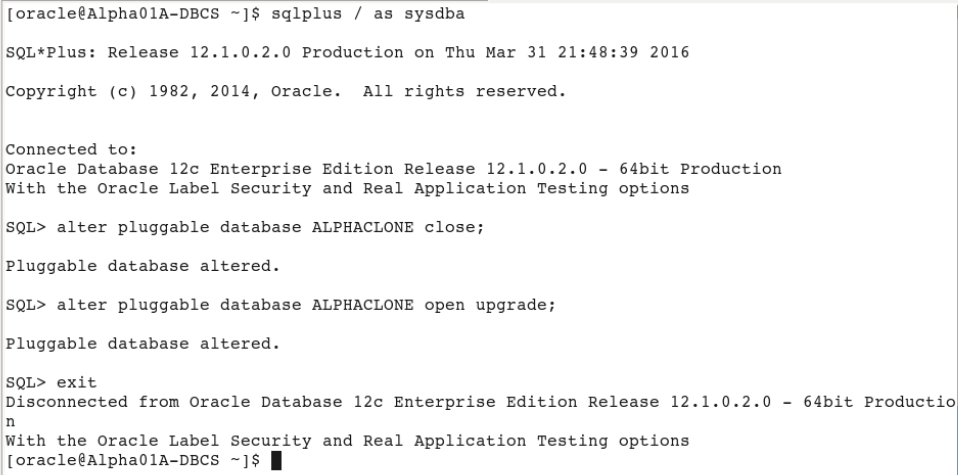 [oracle@Alpha01A-DBCS ~]$ sqlplus / as sysdba
SQL*Plus: Release 12.1.0.2.0 Production on Thu Mar 31 21:48:39 2016
Copyright (c) 1982, 2014, Oracle.  All rights reserved.
Connected to:
Oracle Database 12c Enterprise Edition Release 12.1.0.2.0 - 64bit Production
With the Oracle Label Security and Real Application Testing options
SQL> alter pluggable database ALPHACLONE close;
Pluggable database altered.
SQL> alter pluggable database ALPHACLONE open upgrade;
Pluggable database altered.
SQL> exit
Disconnected from Oracle Database 12c Enterprise Edition Release 12.1.0.2.0 - 64bit Productio
n
With the Oracle Label Security and Real Application Testing options
[oracle@Alpha01A-DBCS ~]$